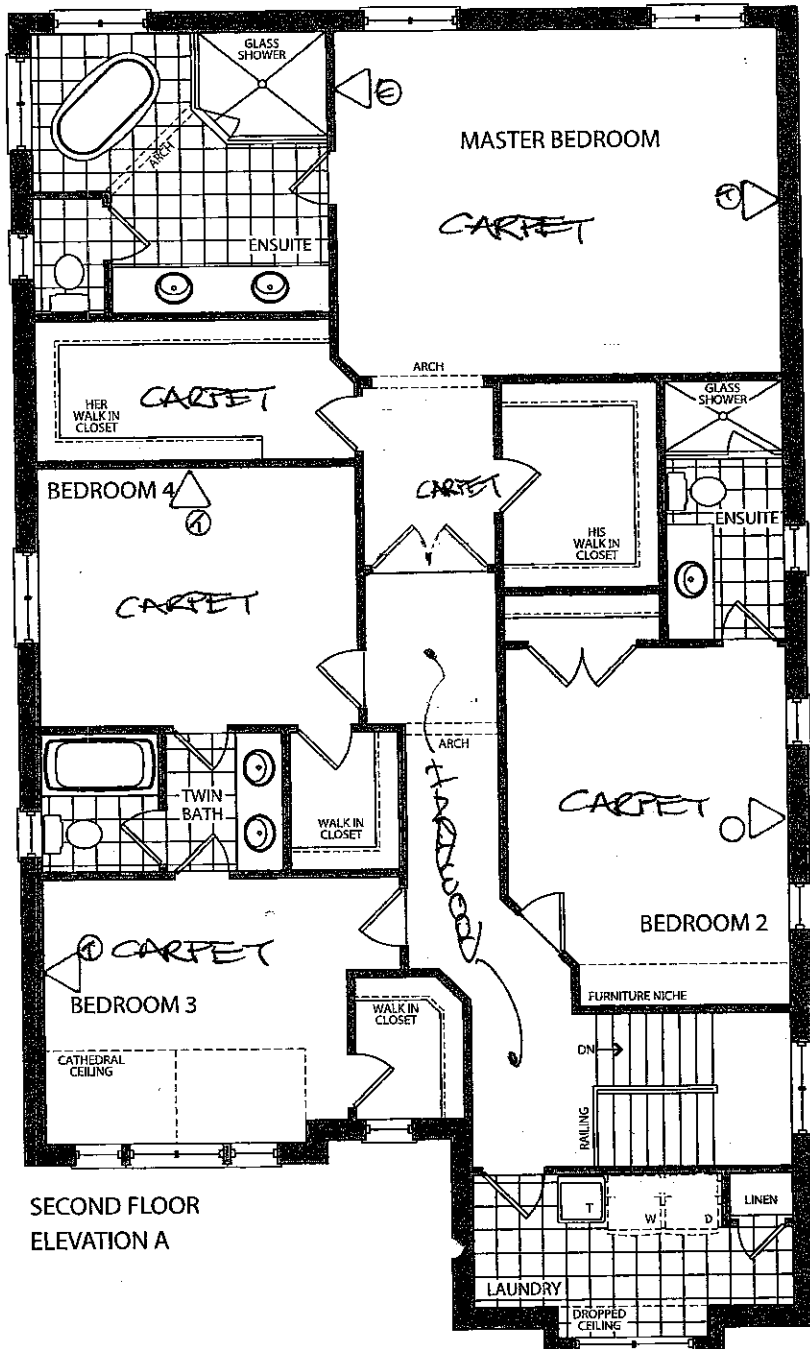 GLASS
SHOWER
E
MASTER BEDROOM
ARCH
T
CARPET
ENSUITE
ARCH
HER
WALK IN
CLOSET
CARPET
GLASS
SHOWER
BEDROOM 4
T
CARPET
HIS
WALK IN
CLOSET
ENSUITE
CARPET
ARCH
HARDWOOD
TWIN
BATH
WALK IN
CLOSET
CARPET
BEDROOM 2
T CARPET
BEDROOM 3
FURNITURE NICHE
WALK IN
CLOSET
CATHEDRAL
CEILING
DN
RAILING
SECOND FLOOR
ELEVATION A
T
W
D
LINEN
LAUNDRY
DROPPED
CEILING